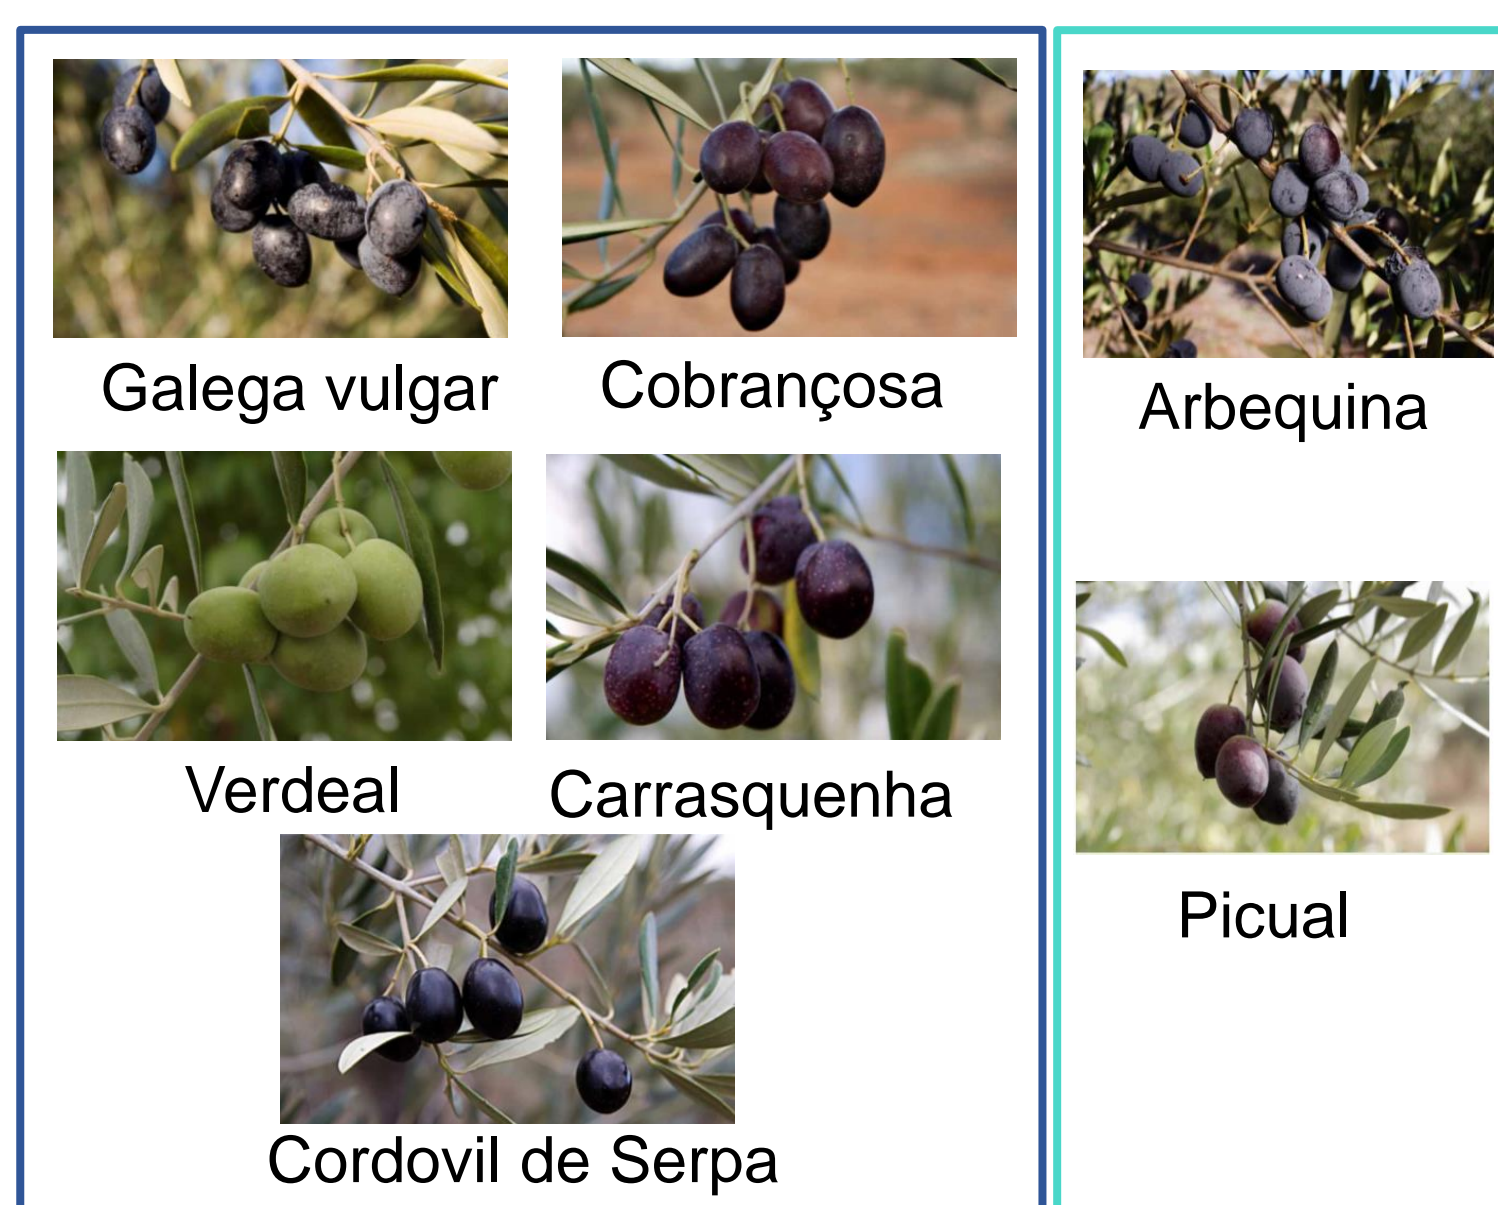 Galega vulgar
Cobrançosa
Verdeal
Carrasquenha
Cordovil de Serpa
Arbequina
Picual